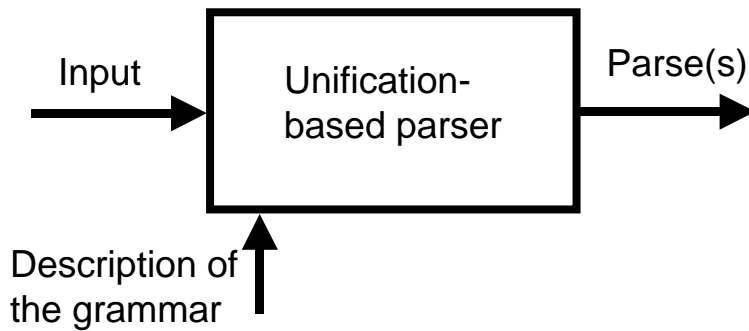 Input
Unification-
based parser
Parse(s)
Description of
the grammar